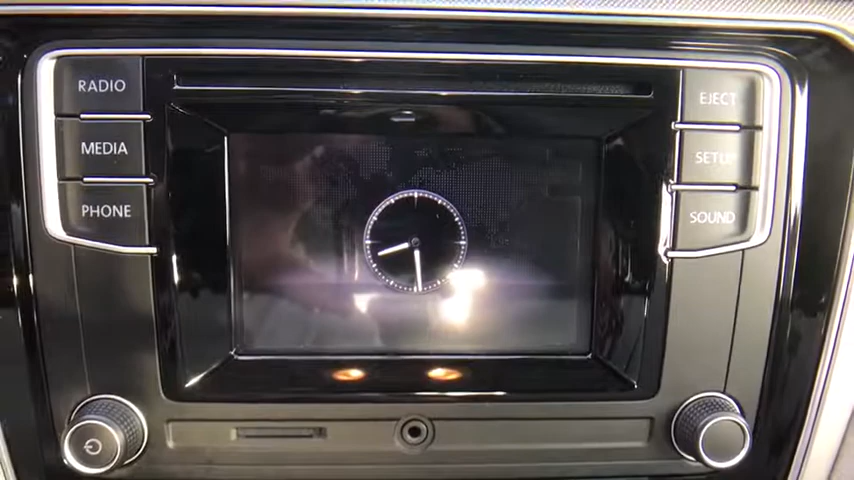 RADIO
MEDIA
PHONE
EJECT
SETUP
SOUND